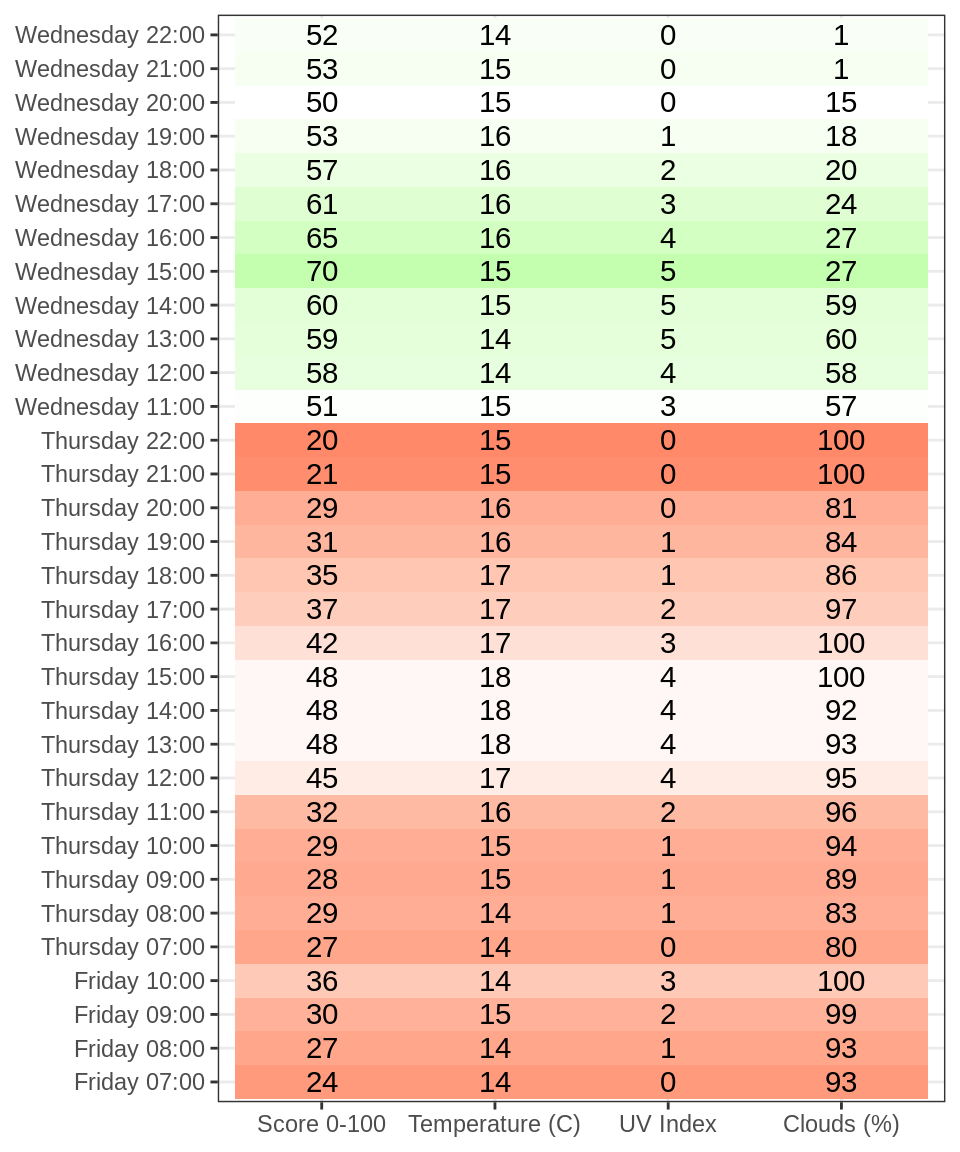 Wednesday 22:00 52 14 0 1
Wednesday 21:00 53 15 0 1
Wednesday 20:00 50 15 0 15
Wednesday 19:00 53 16 1 18
Wednesday 18:00 57 16 2 20
Wednesday 17:00 61 16 3 24
Wednesday 16:00 65 16 4 27
Wednesday 15:00 70 15 5 27
Wednesday 14:00 60 15 5 59
Wednesday 13:00 59 14 5 60
Wednesday 12:00 58 14 4 58
Wednesday 11:00 51 15 3 57
Thursday 22:00 20 15 0 100
Thursday 21:00 21 15 0 100
Thursday 20:00 29 16 0 81
Thursday 19:00 31 16 1 84
Thursday 18:00 35 17 1 86
Thursday 17:00 37 17 2 97
Thursday 16:00 42 17 3 100
Thursday 15:00 48 18 4 100
Thursday 14:00 48 18 4 92
Thursday 13:00 48 18 4 93
Thursday 12:00 45 17 4 95
Thursday 11:00 32 16 2 96
Thursday 10:00 29 15 1 94
Thursday 09:00 28 15 1 89
Thursday 08:00 29 14 1 83
Thursday 07:00 27 14 0 80
Friday 10:00 36 14 3 100
Friday 09:00 30 15 2 99
Friday 08:00 27 14 1 93
Friday 07:00 24 14 0 93
Score 0-100 Temperature (C) UV Index Clouds (%)